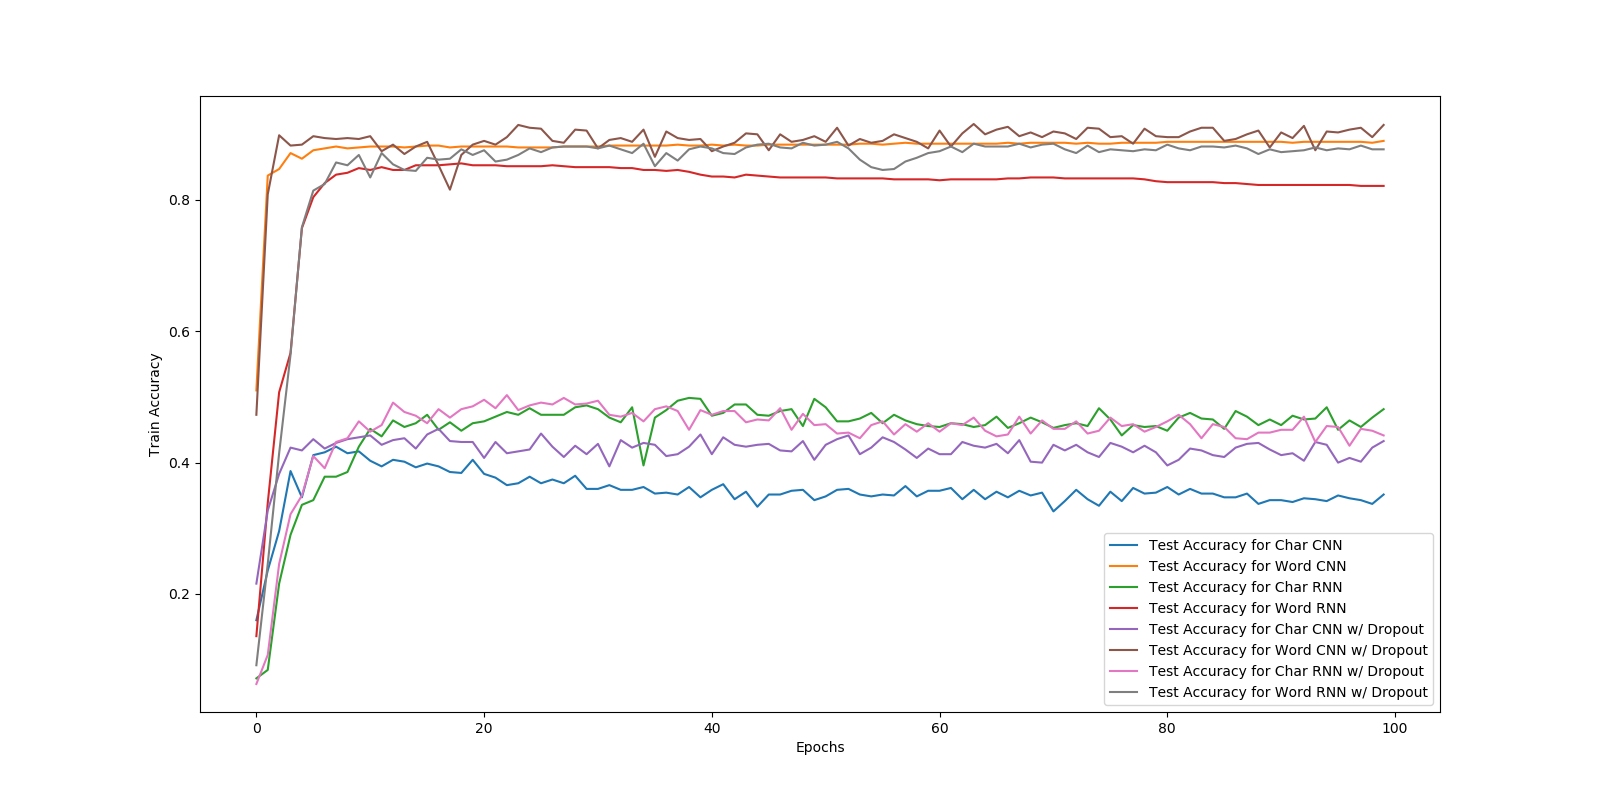 0.8
0.6
0.4
0.2
Train Accuracy
0
20
40
60
80
100
Epochs
Test Accuracy for Char CNN
Test Accuracy for Word CNN
Test Accuracy for Char RNN
Test Accuracy for Word RNN
Test Accuracy for Char CNN w/ Dropout
Test Accuracy for Word CNN w/ Dropout
Test Accuracy for Char RNN w/ Dropout
Test Accuracy for Word RNN w/ Dropout